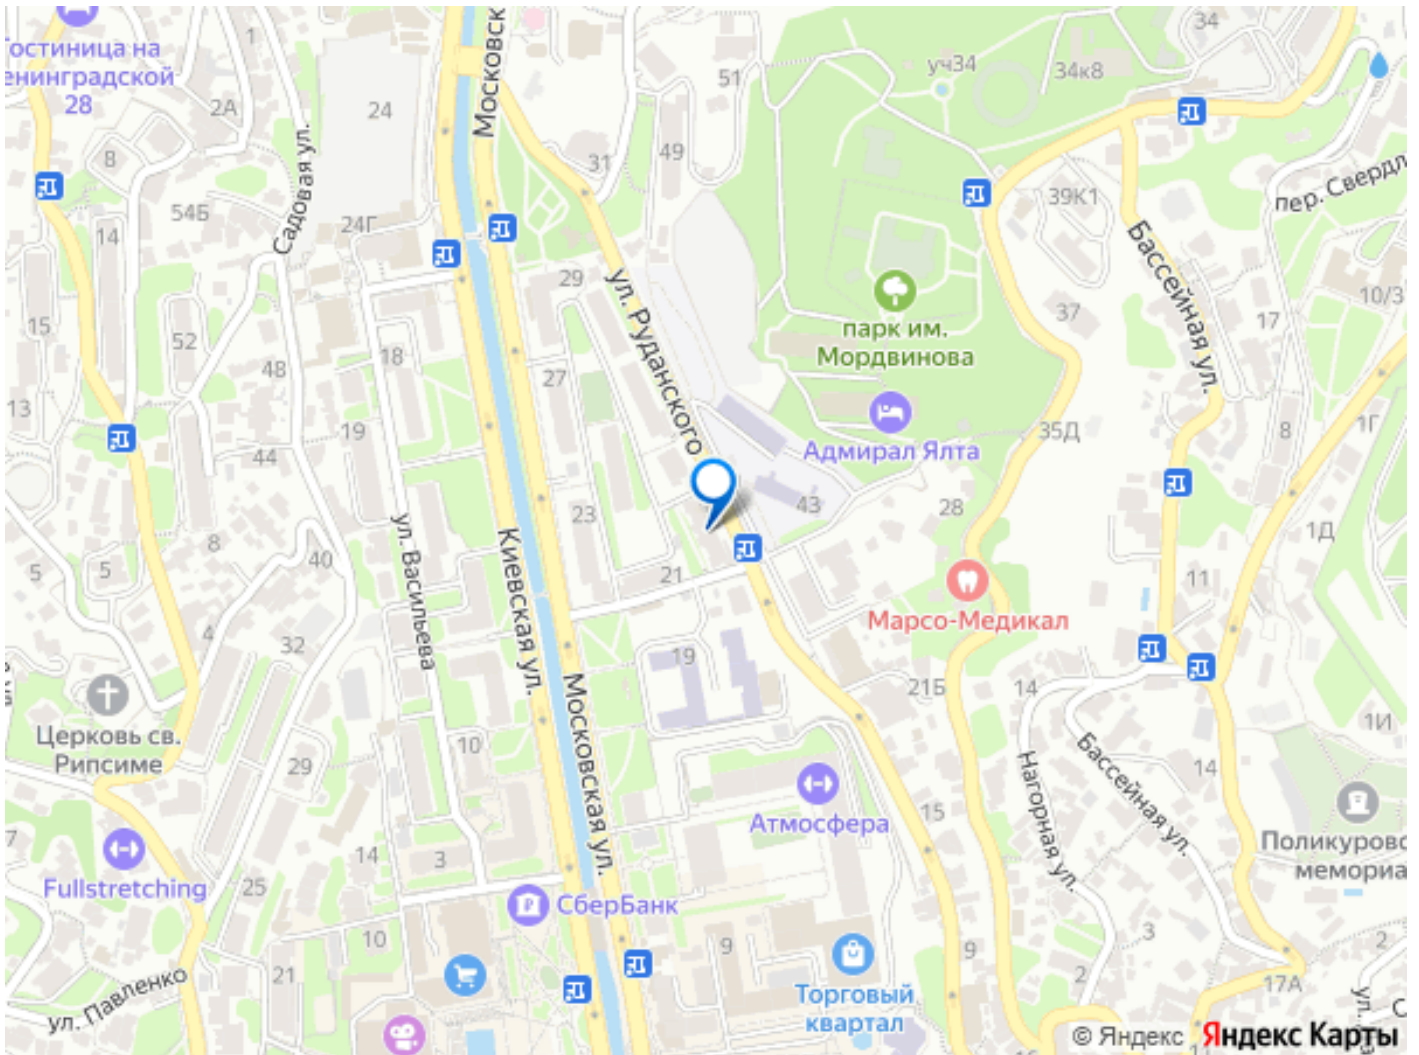 Гостиница на
Ленинградской
28
1
2А
24
Московск
51
уч34
34к8
34
8
49
31
39К1
пер. Свердл
54Б
14
24Г
Садовая ул.
Бассейная ул.
29
ул. Руданского
парк им.
Мордвинова
37
17
10/3
15
52
18
48
27
13
19
44
Адмирал Ялта
35Д
8
1Г
23
43
28
ул. Васильева
Киевская ул.
1Д
8
40
5
5
21
11
Марсо-Медикал
4
32
19
21Б
14
1И
Церковь св.
Рипсиме
Московская ул.
10
29
Нагорная ул.
Бассейная ул.
14
7
Атмосфера
15
Поликуровс
мемориа
Fullstretching
14
3
25
СберБанк
10
9
9
3
2
2
21
17А
ул. Павленко
Торговый
квартал
ул.
© Яндекс Яндекс Карты